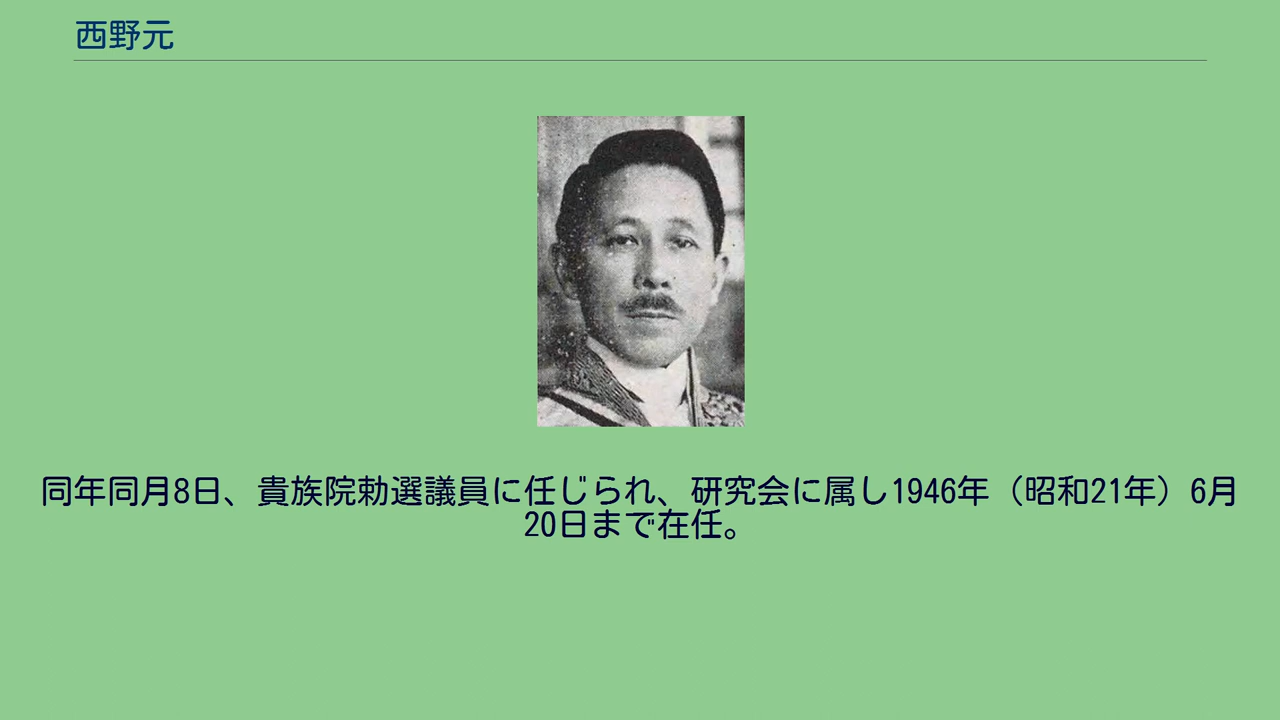 西野元
同年同月8日、貴族院勅選議員に任じられ、研究会に属し1946年（昭和21年）6月
20日まで在任。